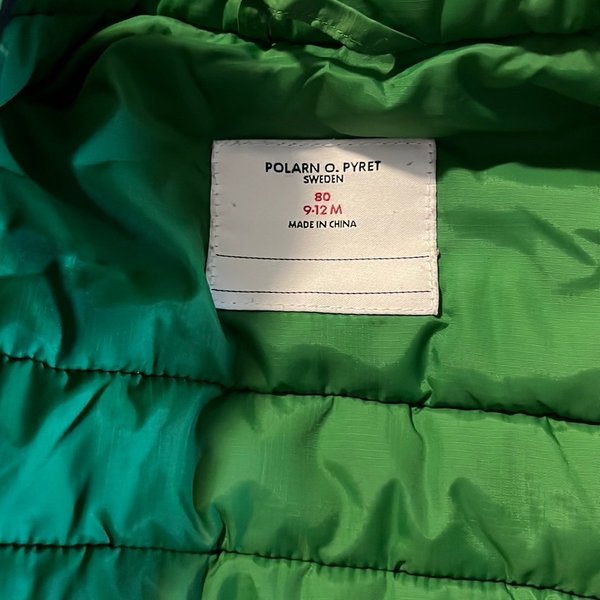 POLARN O. PYRET
SWEDEN
80
9-12 M
MADE IN CHINA